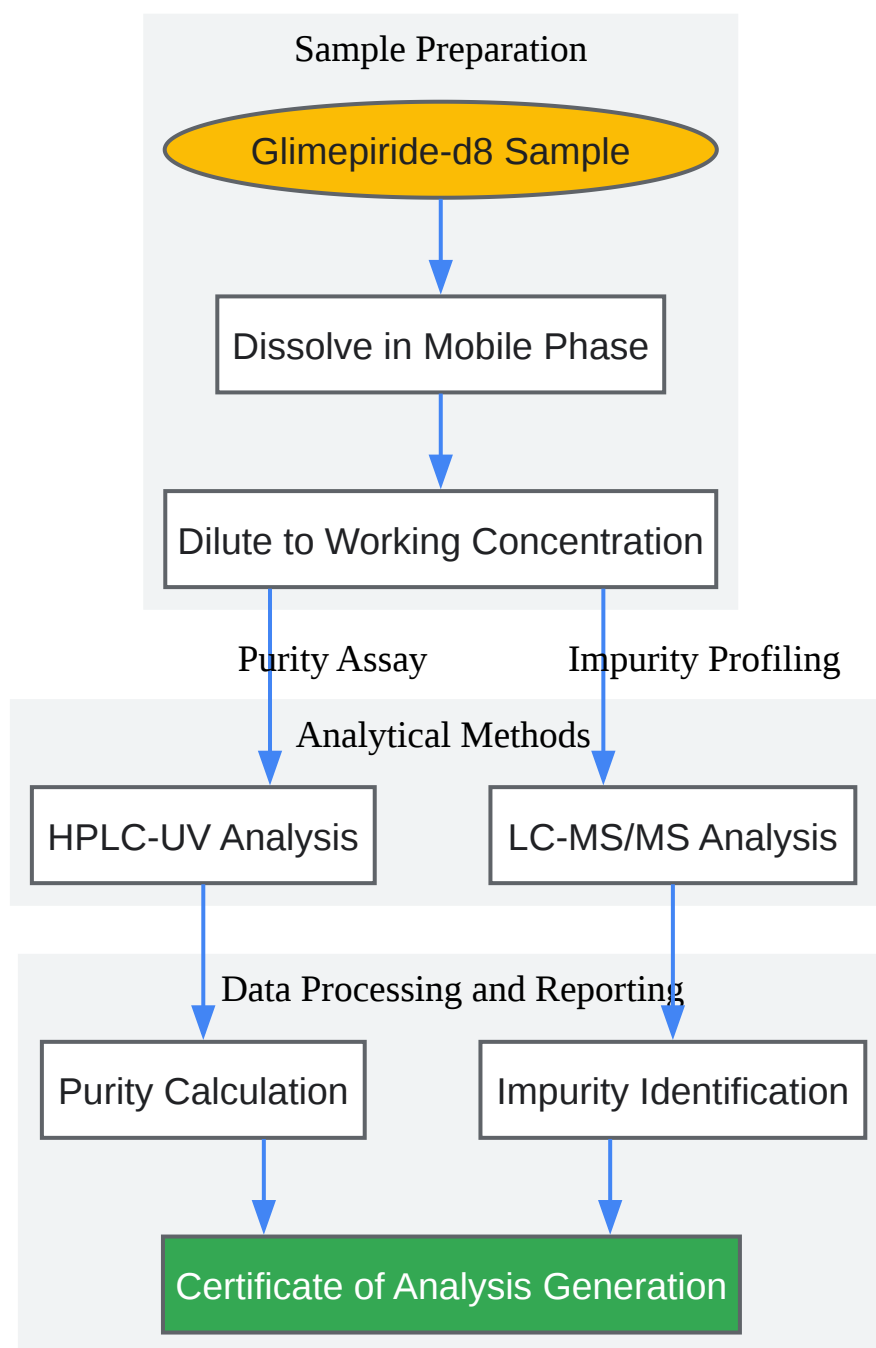 Sample Preparation
Glimepiride-d8 Sample
Dissolve in Mobile Phase
Dilute to Working Concentration
Purity Assay
Impurity Profiling
Analytical Methods
HPLC-UV Analysis
LC-MS/MS Analysis
Data Processing and Reporting
Purity Calculation
Impurity Identification
Certificate of Analysis Generation